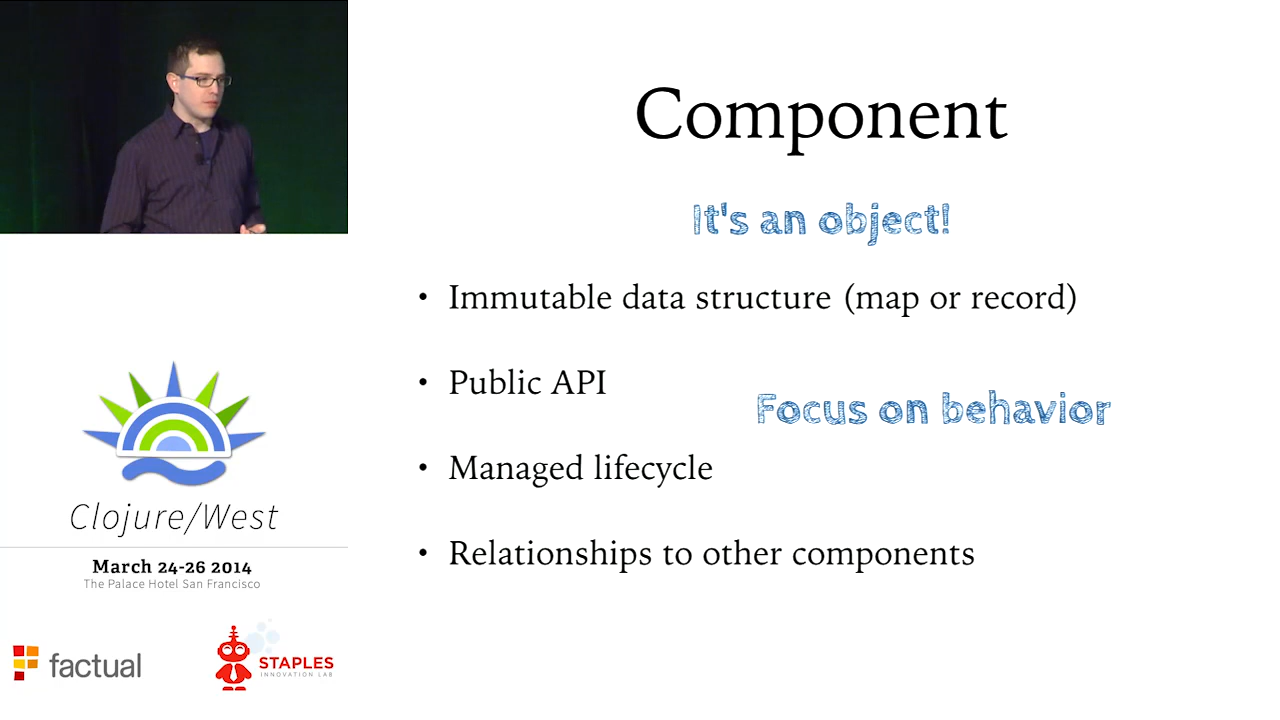 Component
It's an object!
• Immutable data structure (map or record)
• Public API
Focus on behavior
• Managed lifecycle
• Relationships to other components
Clojure/West
March 24-26 2014
The Palace Hotel San Francisco
factual
STAPLES
INNOVATION LAB